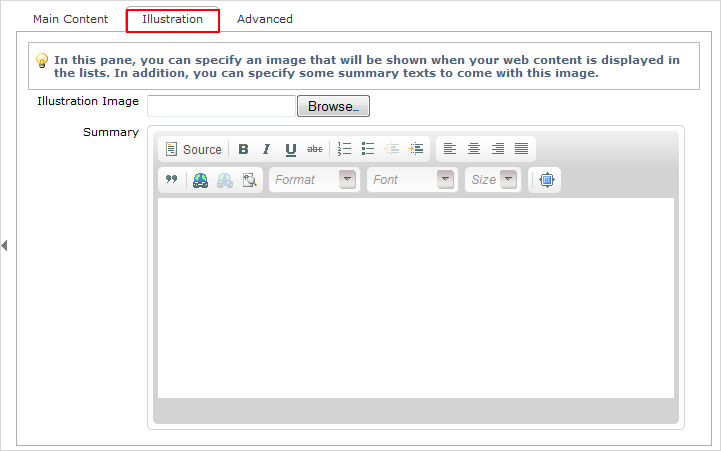 Main Content Illustration Advanced
In this pane, you can specify an image that will be shown when your web content is displayed in
the lists. In addition, you can specify some summary texts to come with this image.
Illustration Image Browse...
Summary
Source B I U abc
Format Font Size